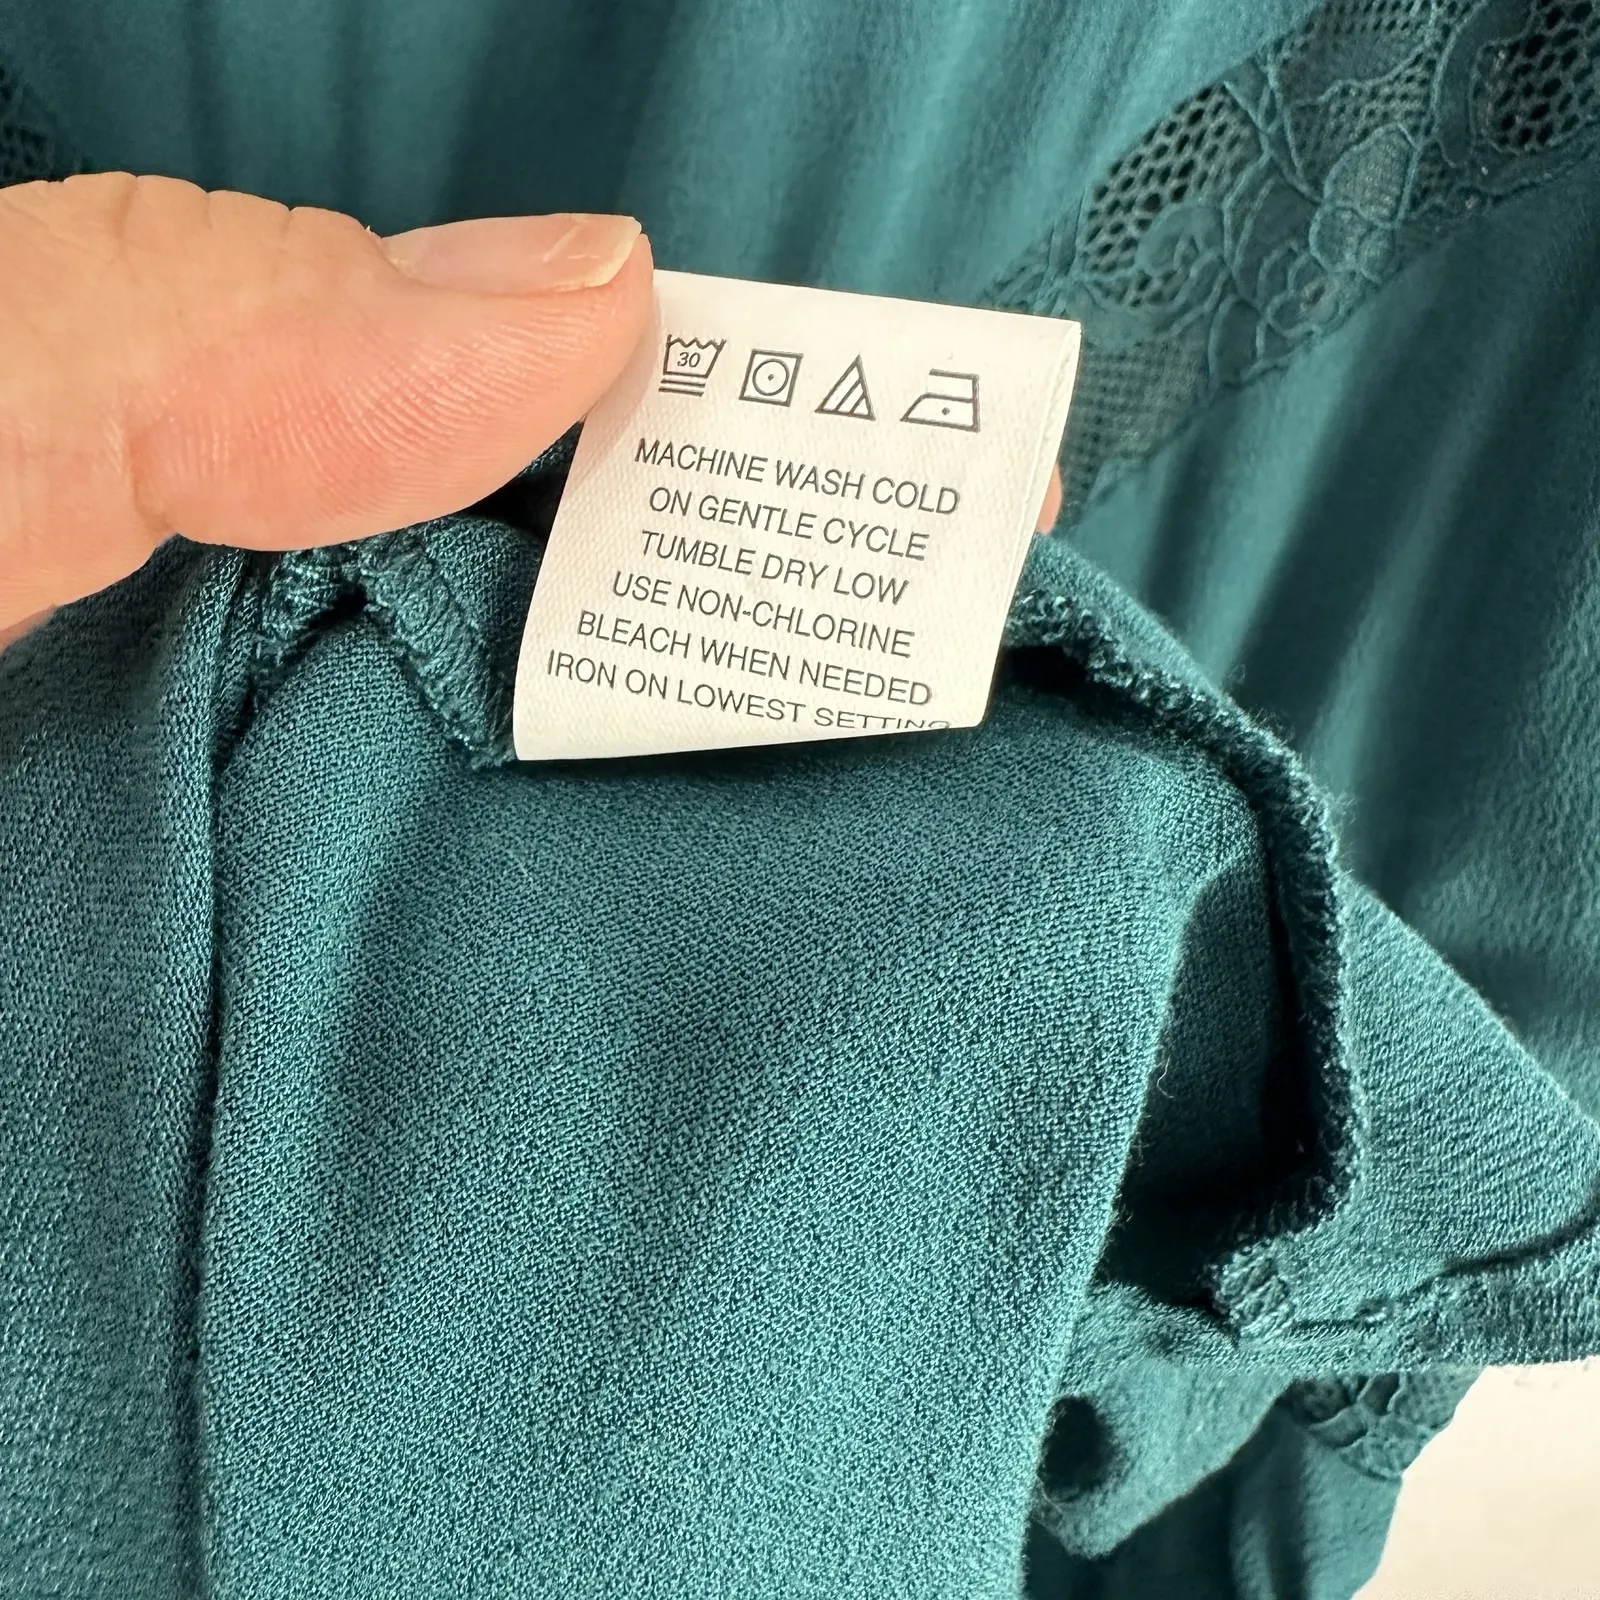 30
MACHINE WASH COLD
ON GENTLE CYCLE
TUMBLE DRY LOW
USE NON-CHLORINE
BLEACH WHEN NEEDED
IRON ON LOWEST SETTING